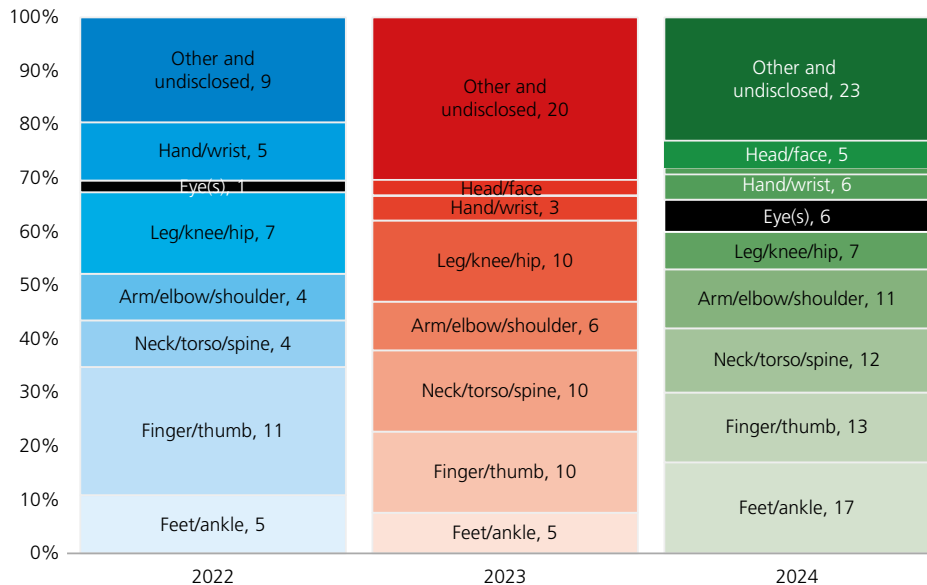 100%
90%
80%
70%
60%
50%
40%
30%
20%
10%
0%
Other and
undisclosed, 9
Hand/wrist, 5
Eye(s), 1
Leg/knee/hip, 7
Arm/elbow/shoulder, 4
Neck/torso/spine, 4
Finger/thumb, 11
Feet/ankle, 5
2022
Other and
undisclosed, 20
Head/face
Hand/wrist, 3
Leg/knee/hip, 10
Arm/elbow/shoulder, 6
Neck/torso/spine, 10
Finger/thumb, 10
Feet/ankle, 5
2023
Other and
undisclosed, 23
Head/face, 5
Hand/wrist, 6
Eye(s), 6
Leg/knee/hip, 7
Arm/elbow/shoulder, 11
Neck/torso/spine, 12
Finger/thumb, 13
Feet/ankle, 17
2024